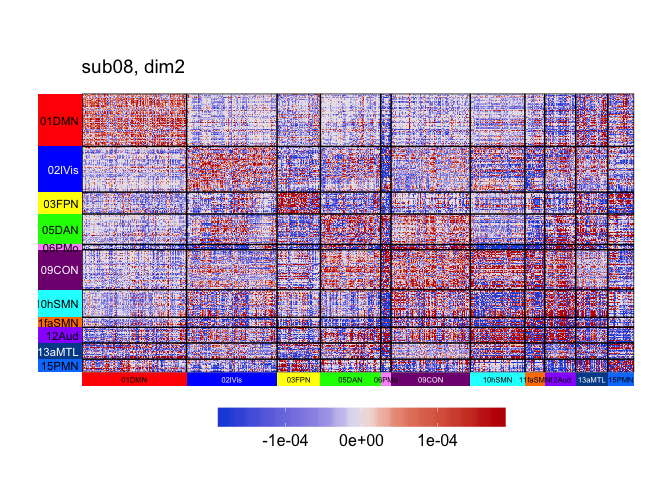 sub08, dim2
01DMN
02lVis
03FPN
05DAN
06PMo
09CON
10hSMN
1faSMN
12Aud
13aMTL
15PMN
01DMN 02lVis 03FPN 05DAN 06PMo 09CON 10hSMN 11faSMN 12Aud 13aMTL 15PMN
-1e-04 0e+00 1e-04